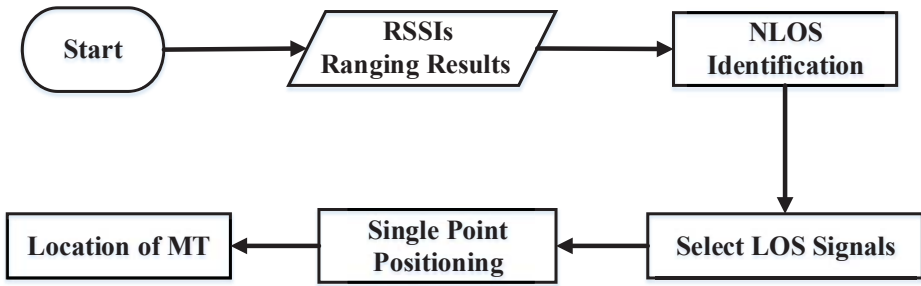 Start
RSSIs
Ranging Results
NLOS
Identification
Select LOS Signals
Single Point
Positioning
Location of MT